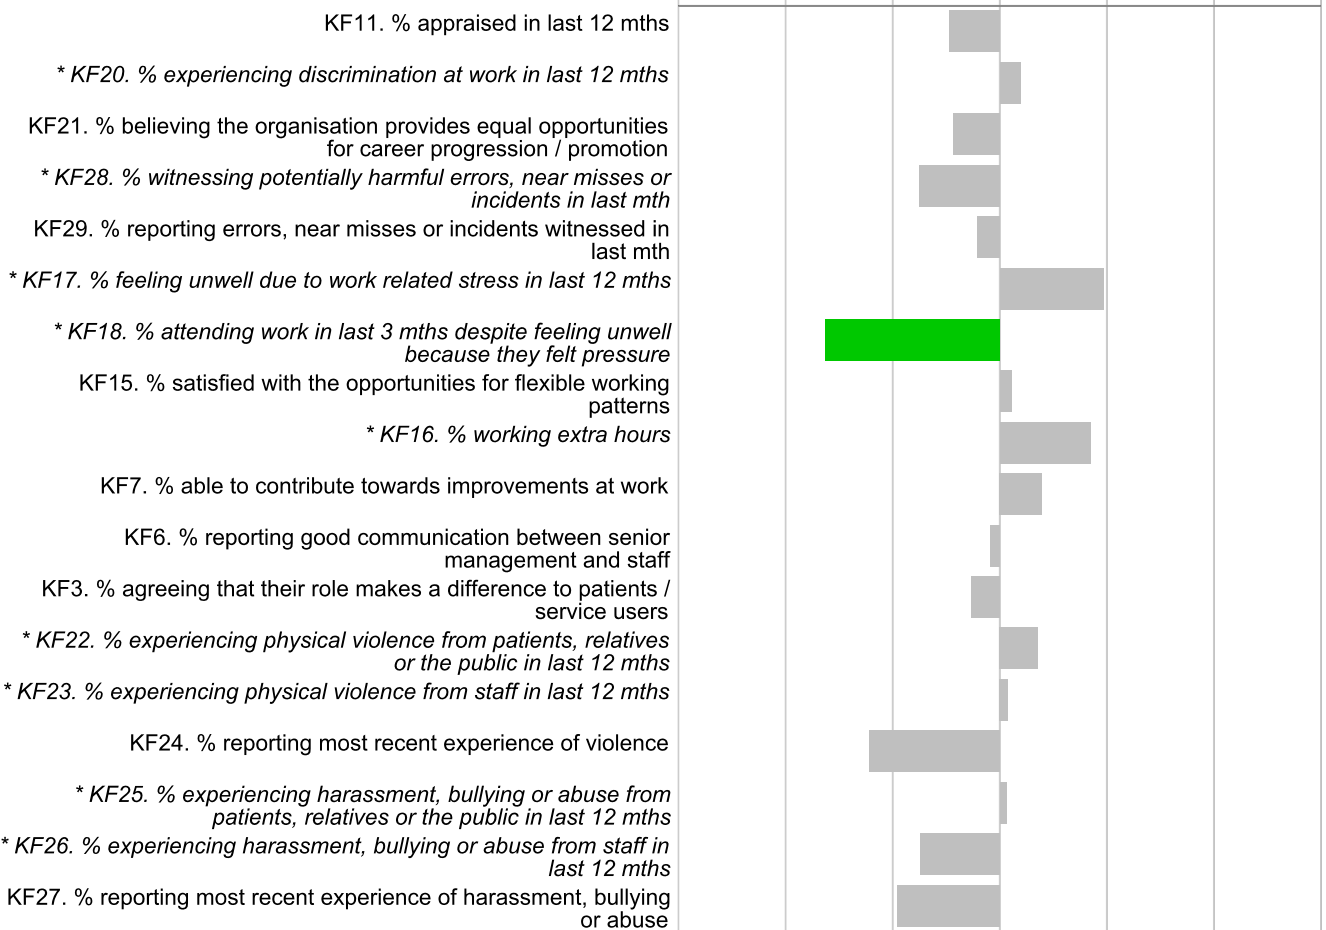 KF11. % appraised in last 12 mths
* KF20. % experiencing discrimination at work in last 12 mths
KF21. % believing the organisation provides equal opportunities
for career progression / promotion
* KF28. % witnessing potentially harmful errors, near misses or
incidents in last mth
KF29. % reporting errors, near misses or incidents witnessed in
last mth
* KF17. % feeling unwell due to work related stress in last 12 mths
* KF18. % attending work in last 3 mths despite feeling unwell
because they felt pressure
KF15. % satisfied with the opportunities for flexible working
patterns
* KF16. % working extra hours
KF7. % able to contribute towards improvements at work
KF6. % reporting good communication between senior
management and staff
KF3. % agreeing that their role makes a difference to patients /
service users
* KF22. % experiencing physical violence from patients, relatives
or the public in last 12 mths
* KF23. % experiencing physical violence from staff in last 12 mths
KF24. % reporting most recent experience of violence
* KF25. % experiencing harassment, bullying or abuse from
patients, relatives or the public in last 12 mths
* KF26. % experiencing harassment, bullying or abuse from staff in
last 12 mths
KF27. % reporting most recent experience of harassment, bullying
or abuse